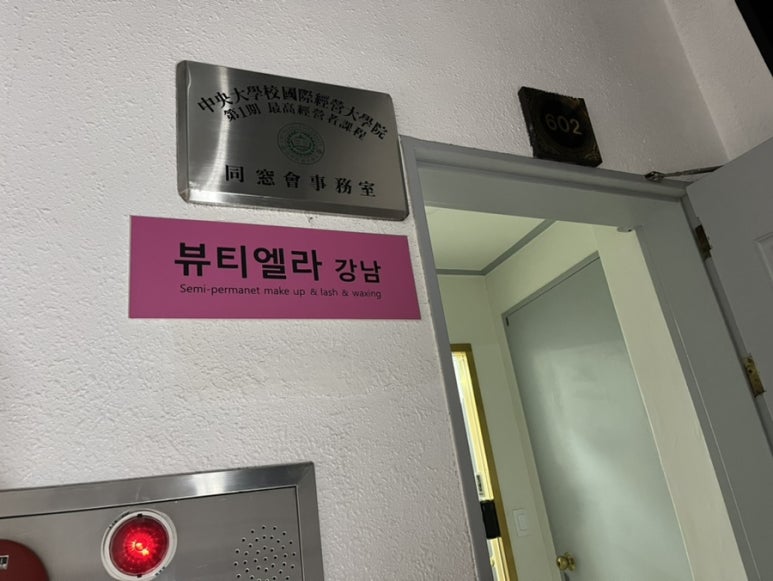 中央大學校國際經營大學院
第1期 最高經營者課程
同窓會事務室
602
뷰티엘라 강남
Semi-permanet make up & lash & waxing